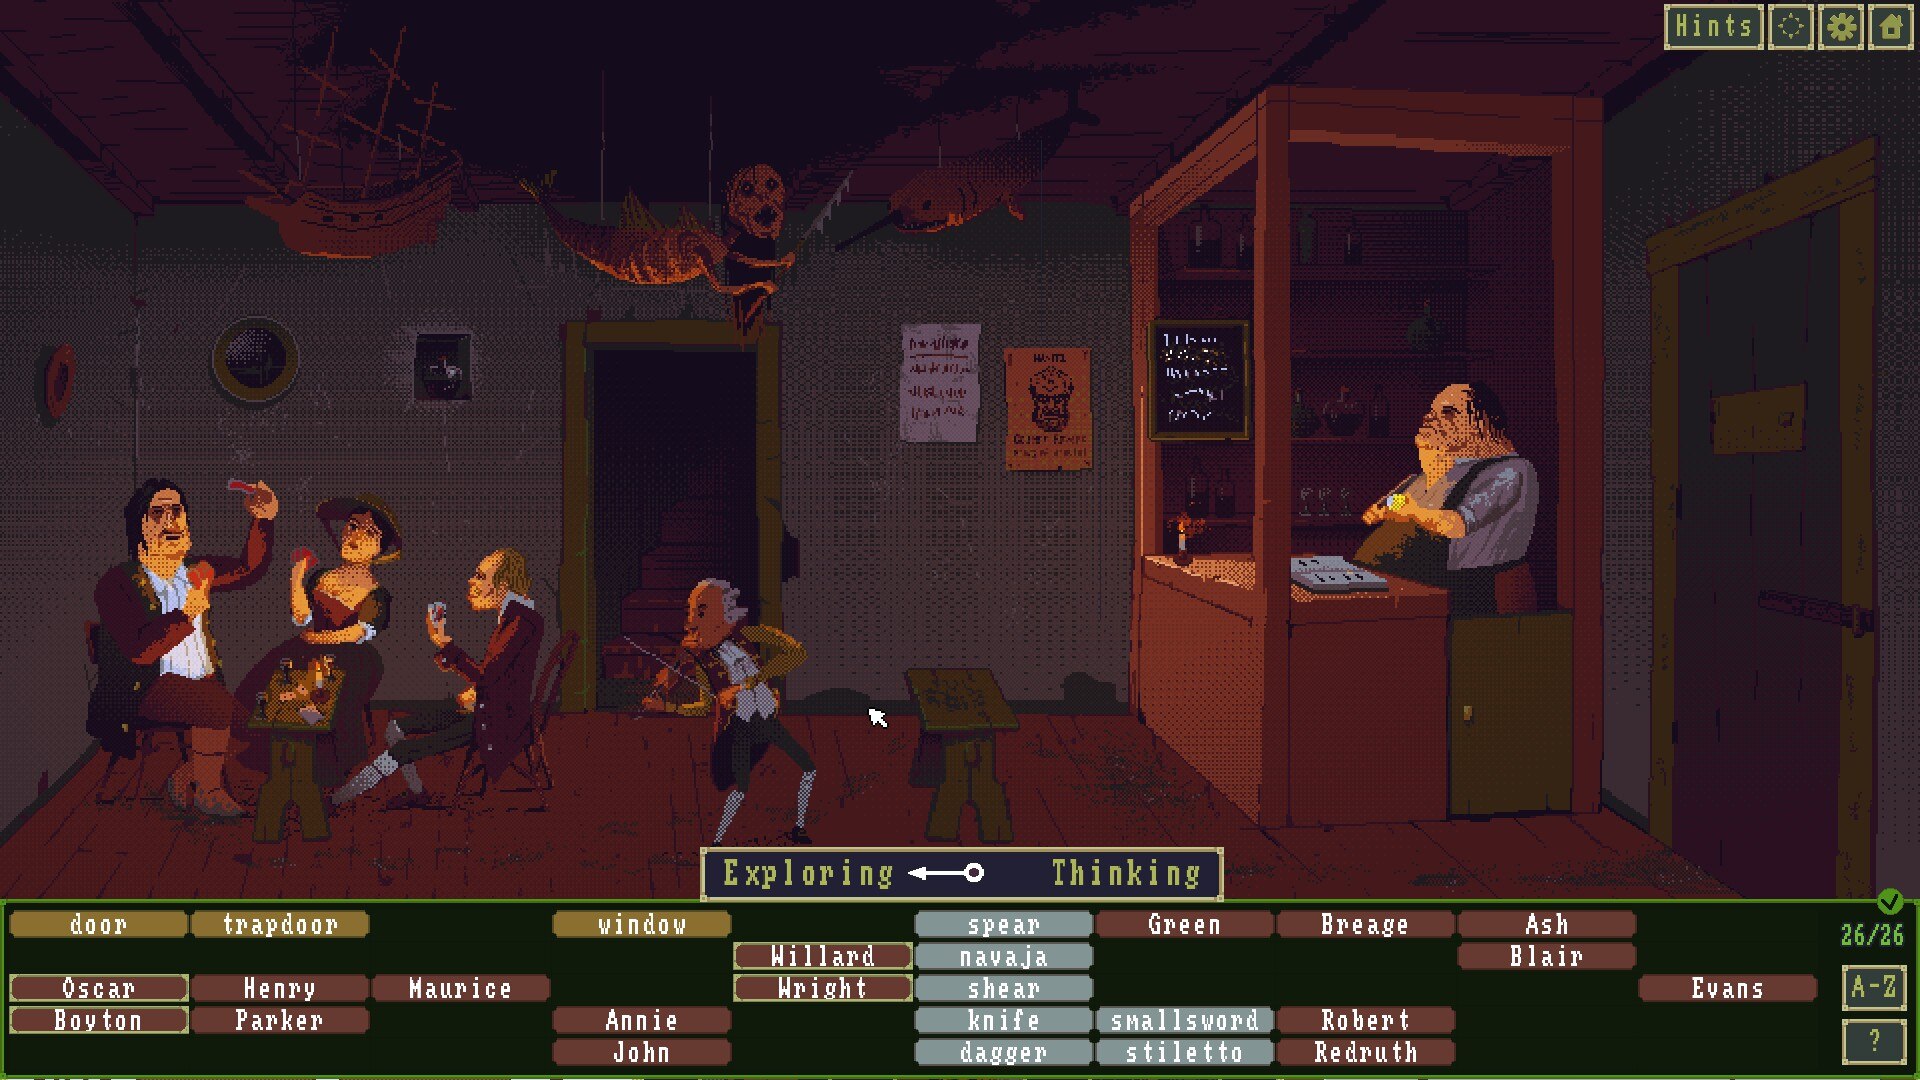 Hints
WANTED
Exploring Thinking
door trapdoor window spear Green Breage Ash
26/26
Willard navaja Blair
Oscar Henry Maurice Wright shear Evans
A-Z
Boyton Parker Annie knife smallsword Robert
?
John dagger stiletto Redruth